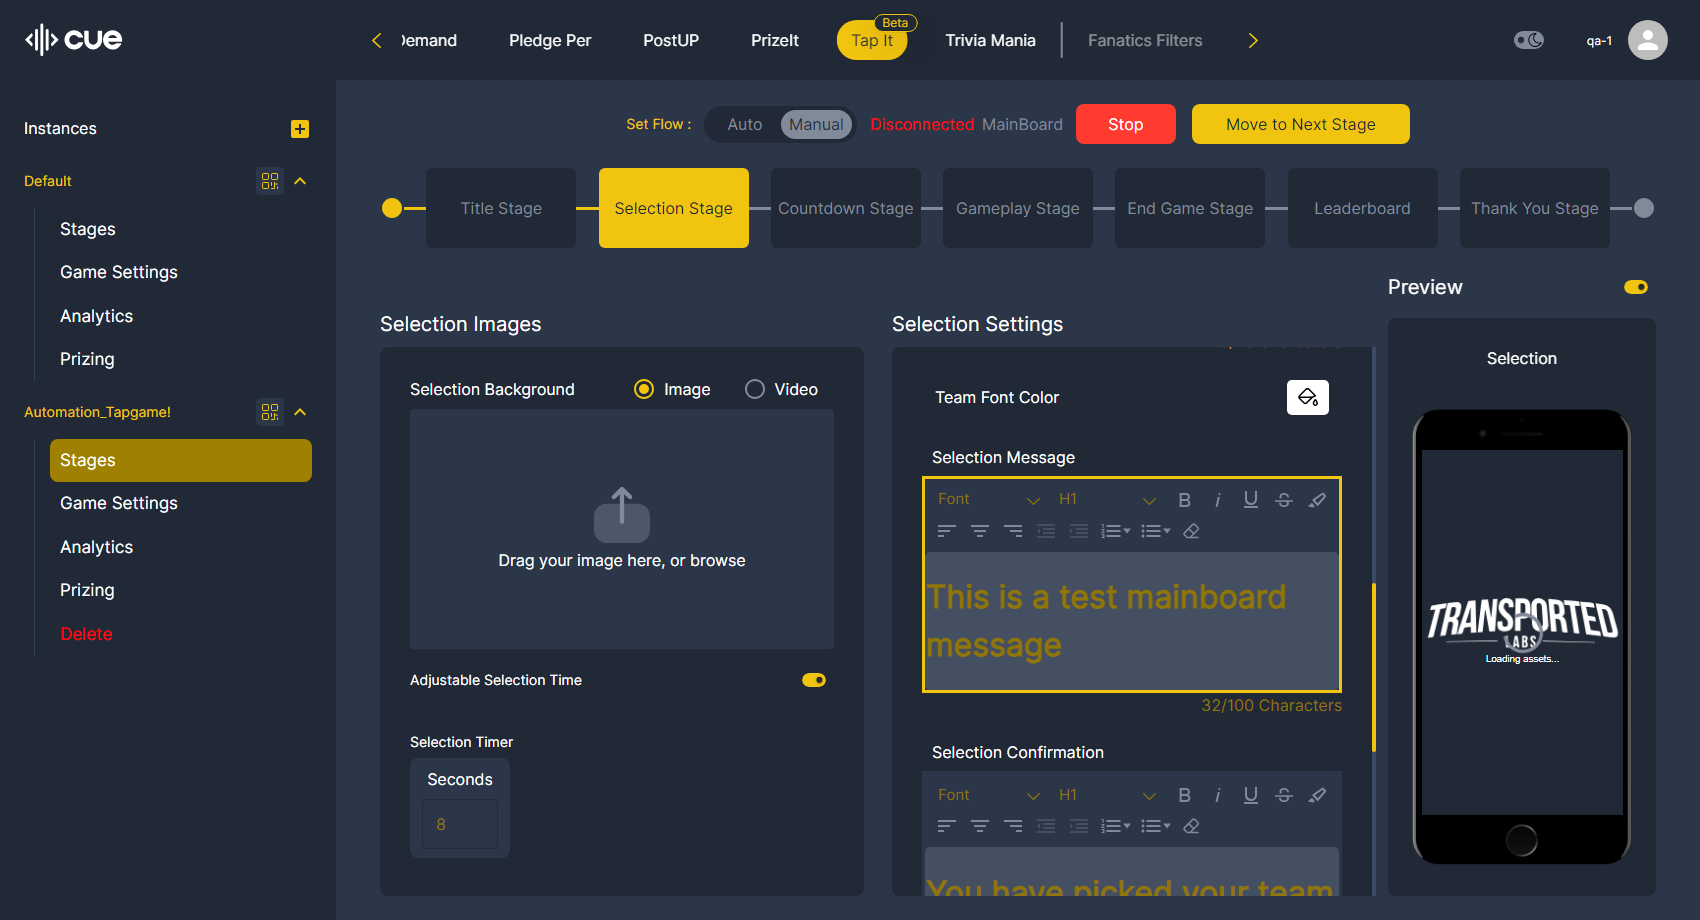 cue
Demand
Pledge Per
PostUP
PrizeIt
Tap It
Beta
Trivia Mania
Fanatics Filters
qa-1
Instances
Default
Stages
Game Settings
Analytics
Prizing
Automation_Tapgame!
Stages
Game Settings
Analytics
Prizing
Delete
Set Flow :
Auto
Manual
Disconnected MainBoard
Stop
Move to Next Stage
Title Stage
Selection Stage
Countdown Stage
Gameplay Stage
End Game Stage
Leaderboard
Thank You Stage
Selection Images
Selection Background
Image
Video
Drag your image here, or browse
Adjustable Selection Time
Selection Timer
Seconds
8
Selection Settings
Team Font Color
Selection Message
Font
H1
B
i
U
S
This is a test mainboard
message
32/100 Characters
Selection Confirmation
Font
H1
B
i
U
S
You have picked your team
Preview
Selection
TRANSPORTED
LABS
Loading assets...